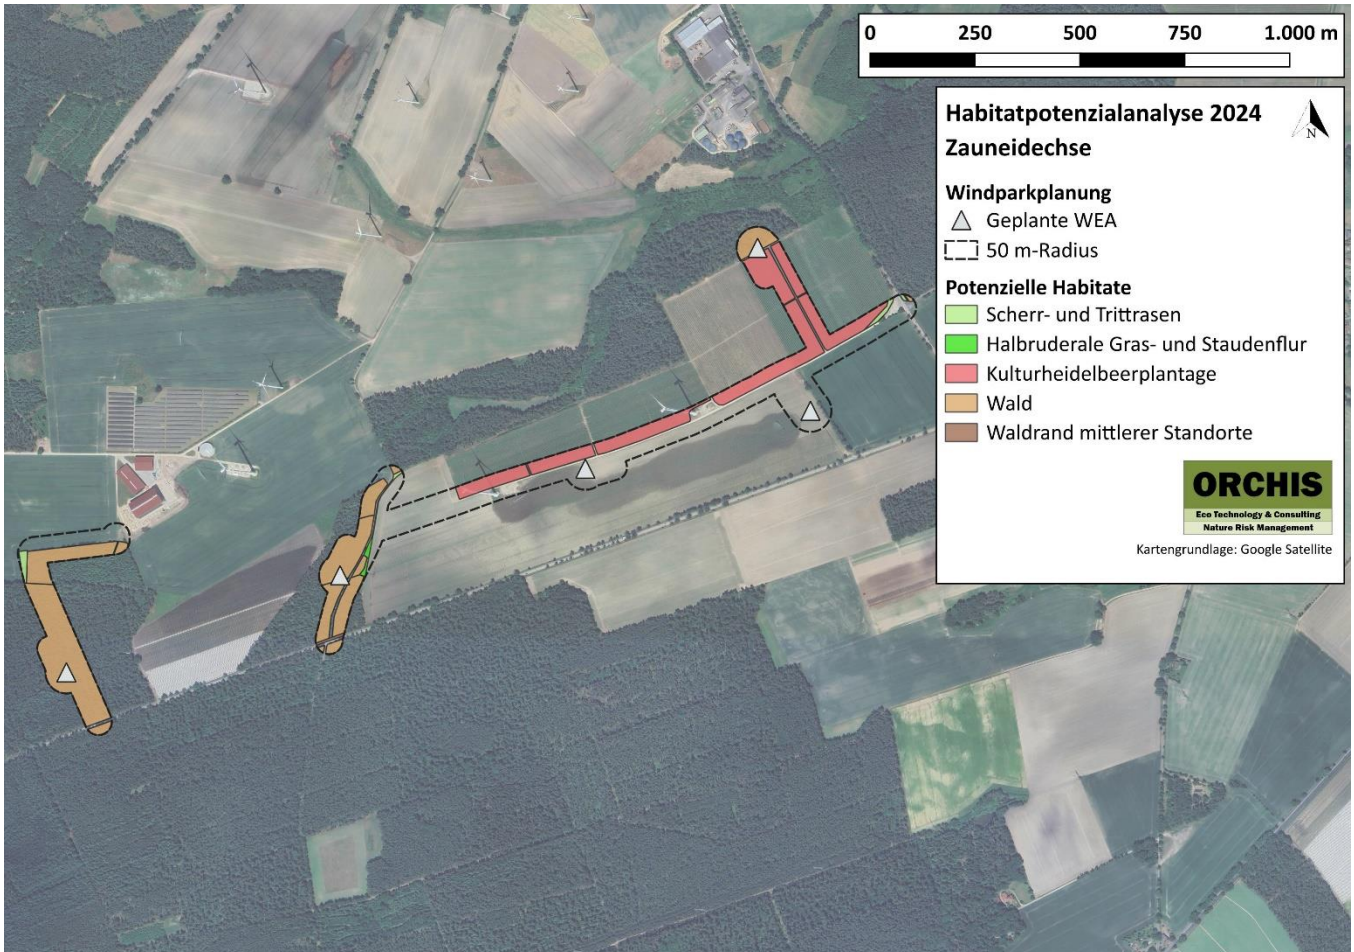 0 250 500 750 1.000 m
Habitatpotenzialanalyse 2024
Zauneidechse
N
Windparkplanung
Geplante WEA
50 m-Radius
Potenzielle Habitate
Scherr- und Trittrasen
Halbruderale Gras- und Staudenflur
Kulturheidelbeerplantage
Wald
Waldrand mittlerer Standorte
ORCHIS
Eco Technology & Consulting
Nature Risk Management
Kartengrundlage: Google Satellite